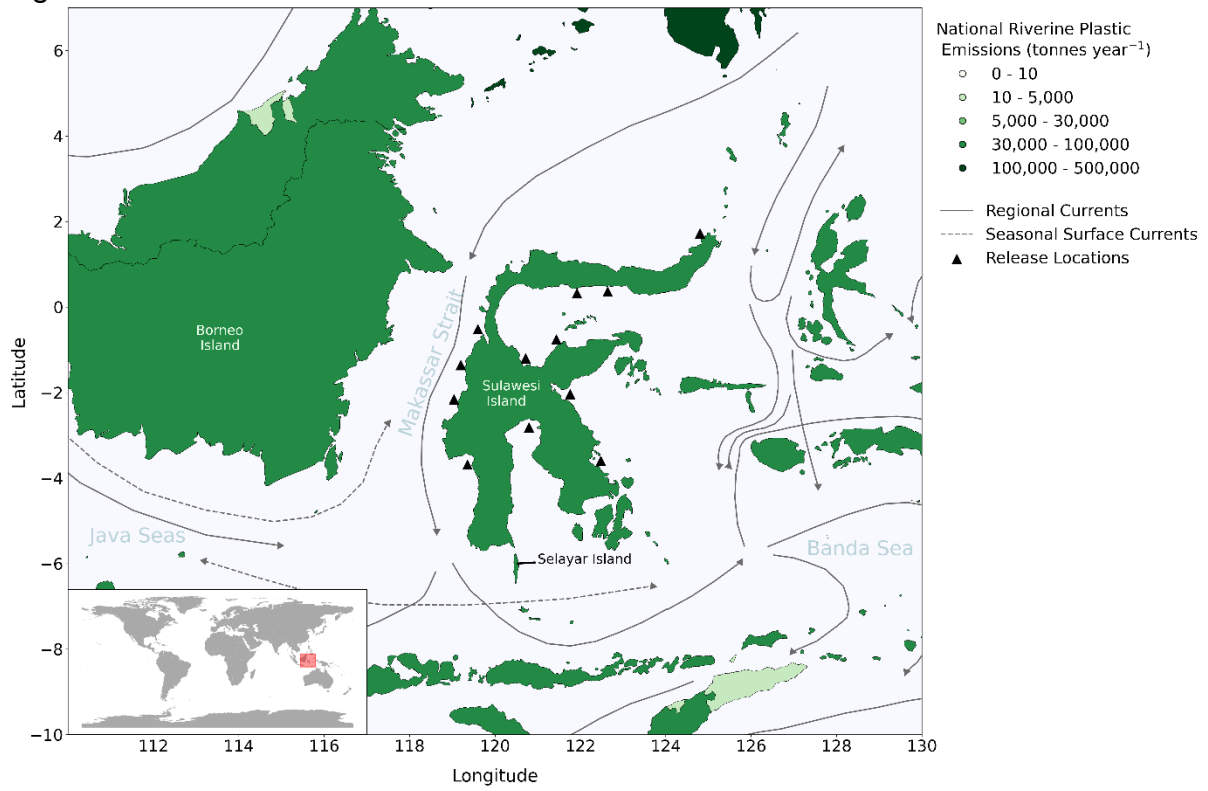 6
4
2
0
−2
−4
−6
−8
−10
Latitude
112
114
116
118
120
122
124
126
128
130
Longitude
Borneo
Island
Makassar Strait
Sulawesi
Island
Java Seas
Selayar Island
Banda Sea
National Riverine Plastic
Emissions (tonnes year⁻¹)
0 - 10
10 - 5,000
5,000 - 30,000
30,000 - 100,000
100,000 - 500,000
Regional Currents
Seasonal Surface Currents
Release Locations